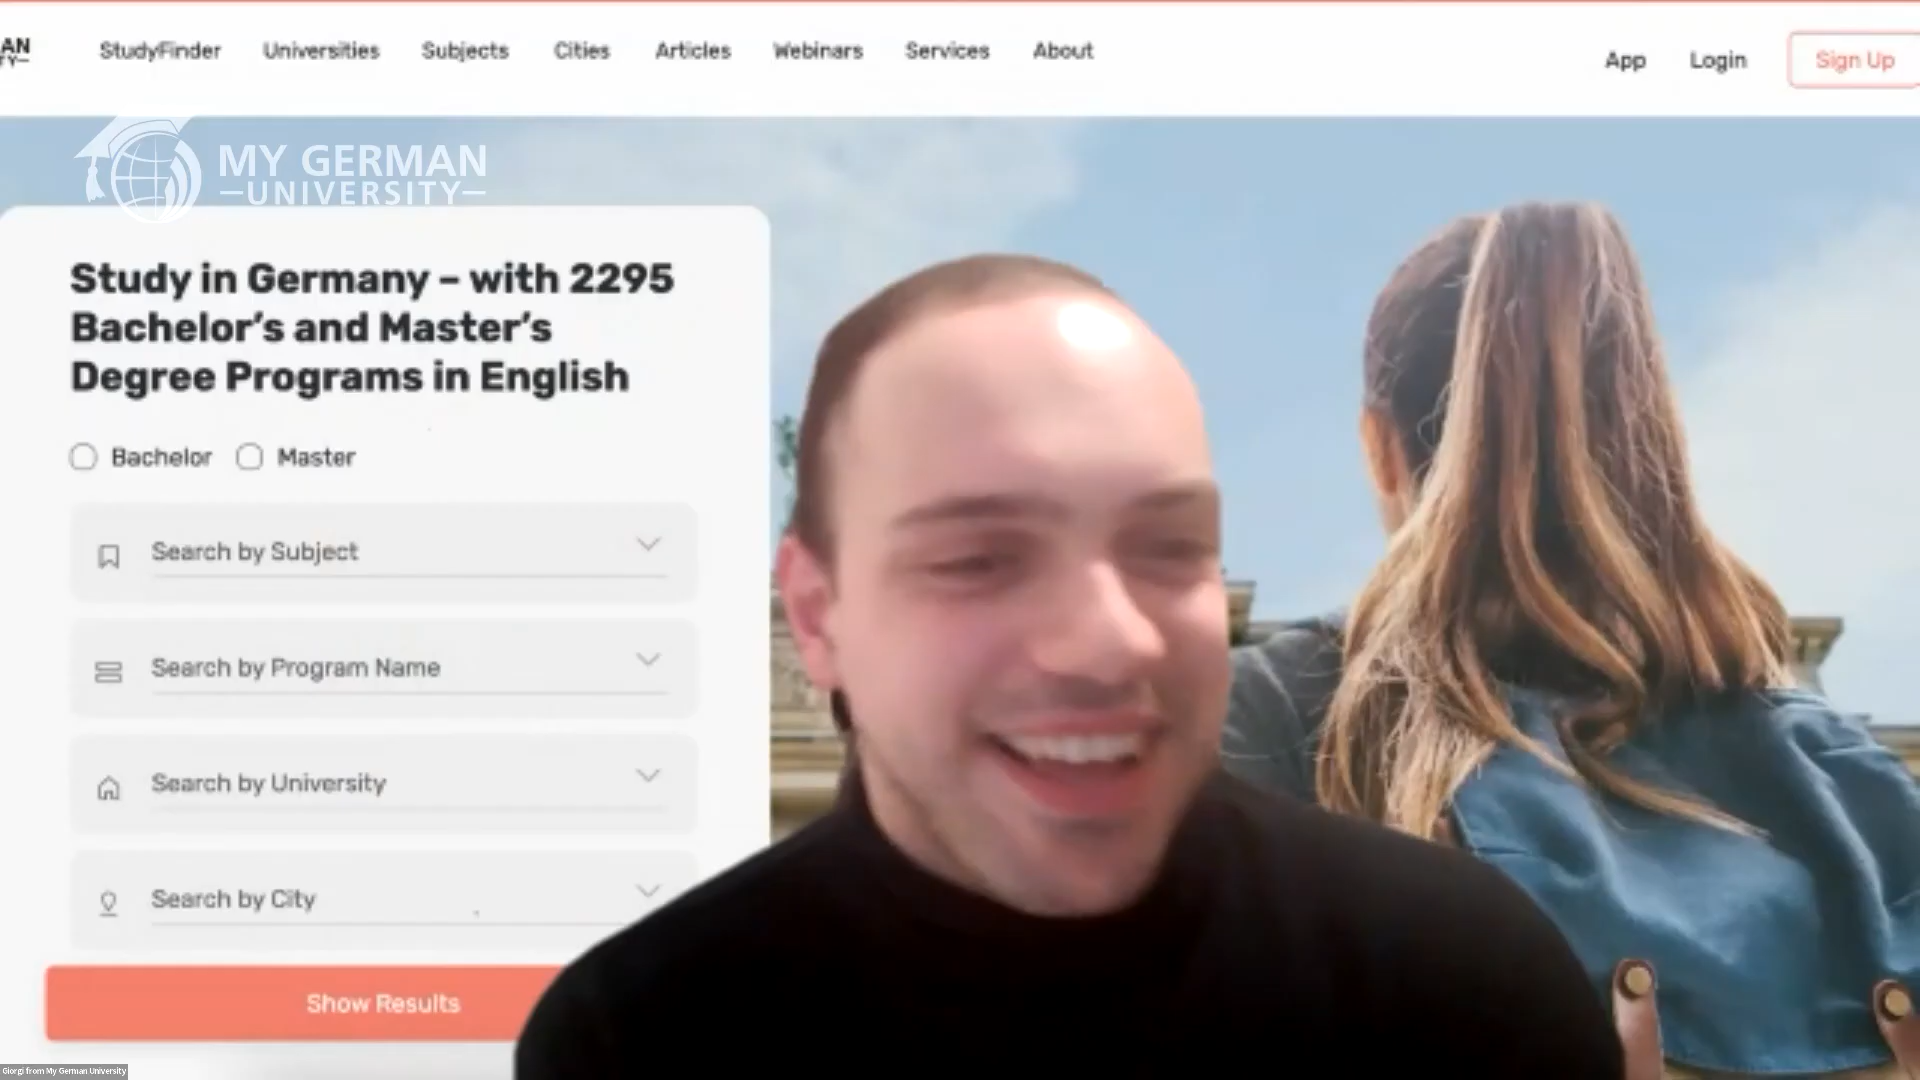 AN
TY—
StudyFinder
Universities
Subjects
Cities
Articles
Webinars
Services
About
App
Login
Sign Up
MY GERMAN
—UNIVERSITY—
Study in Germany – with 2295
Bachelor’s and Master’s
Degree Programs in English
Bachelor
Master
Search by Subject
Search by Program Name
Search by University
Search by City
Show Results
Giorgi from My German University